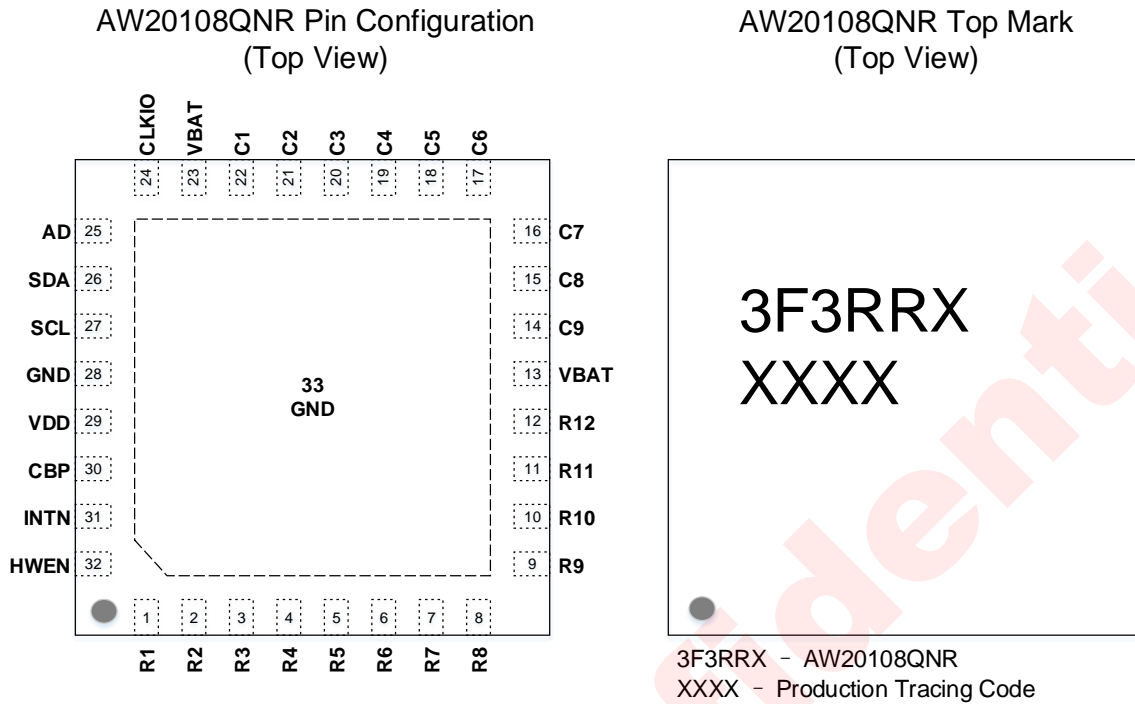 AW20108QNR Pin Configuration
(Top View)
AW20108QNR Top Mark
(Top View)
CLKIO
VBAT
C1
C2
C3
C4
C5
C6
24
23
22
21
20
19
18
17
AD 25
SDA 26
SCL 27
GND 28
VDD 29
CBP 30
INTN 31
HWEN 32
33
GND
16 C7
15 C8
14 C9
13 VBAT
12 R12
11 R11
10 R10
9 R9
1
2
3
4
5
6
7
8
R1
R2
R3
R4
R5
R6
R7
R8
3F3RRX
XXXX
3F3RRX – AW20108QNR
XXXX – Production Tracing Code
fidenti